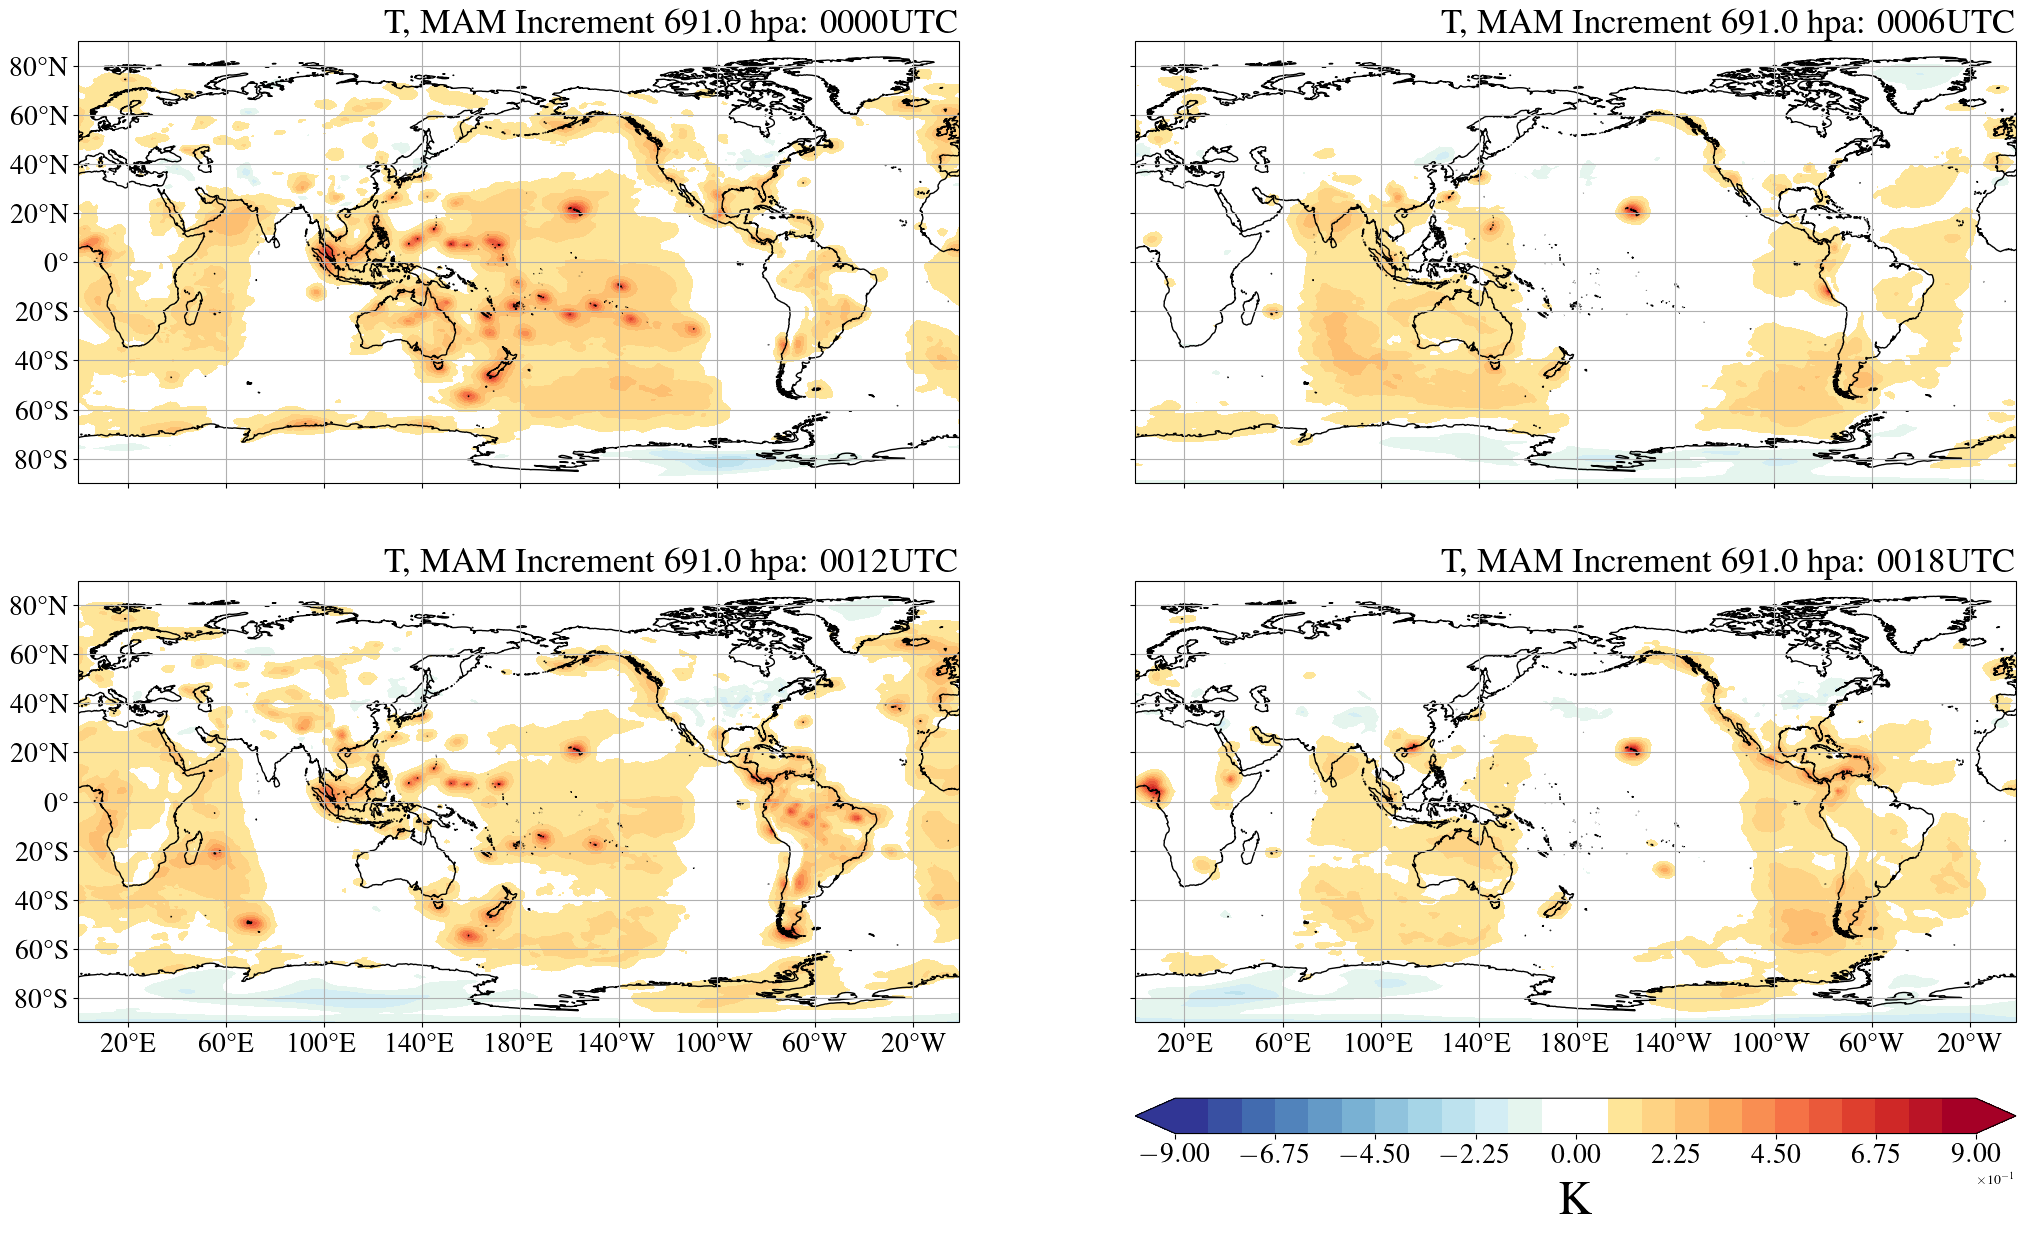 T, MAM Increment 691.0 hpa: 0000UTC
T, MAM Increment 691.0 hpa: 0006UTC
80°N
60°N
40°N
20°N
0°
20°S
40°S
60°S
80°S
T, MAM Increment 691.0 hpa: 0012UTC
T, MAM Increment 691.0 hpa: 0018UTC
80°N
60°N
40°N
20°N
0°
20°S
40°S
60°S
80°S
20°E 60°E 100°E 140°E 180°E 140°W 100°W 60°W 20°W
20°E 60°E 100°E 140°E 180°E 140°W 100°W 60°W 20°W
−9.00 −6.75 −4.50 −2.25 0.00 2.25 4.50 6.75 9.00
×10⁻¹
K